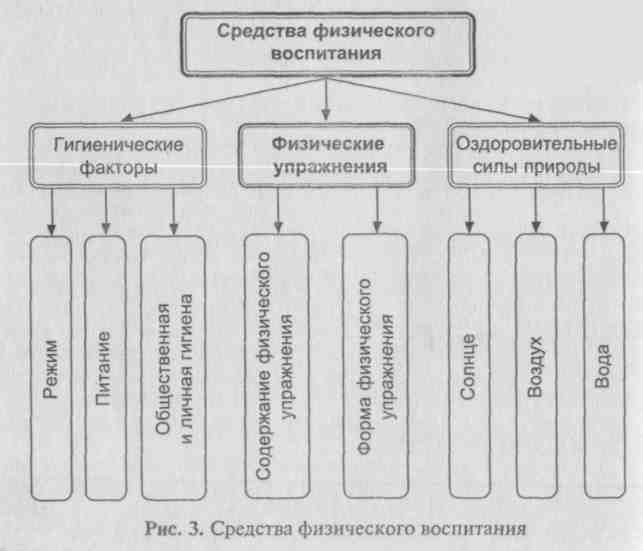 Средства физического
воспитания
Гигиенические
факторы
Физические
упражнения
Оздоровительные
силы природы
Режим
Питание
Общественная
и личная гигиена
Содержание физического
упражнения
Форма физического
упражнения
Солнце
Воздух
Вода
Рис. 3. Средства физического воспитания